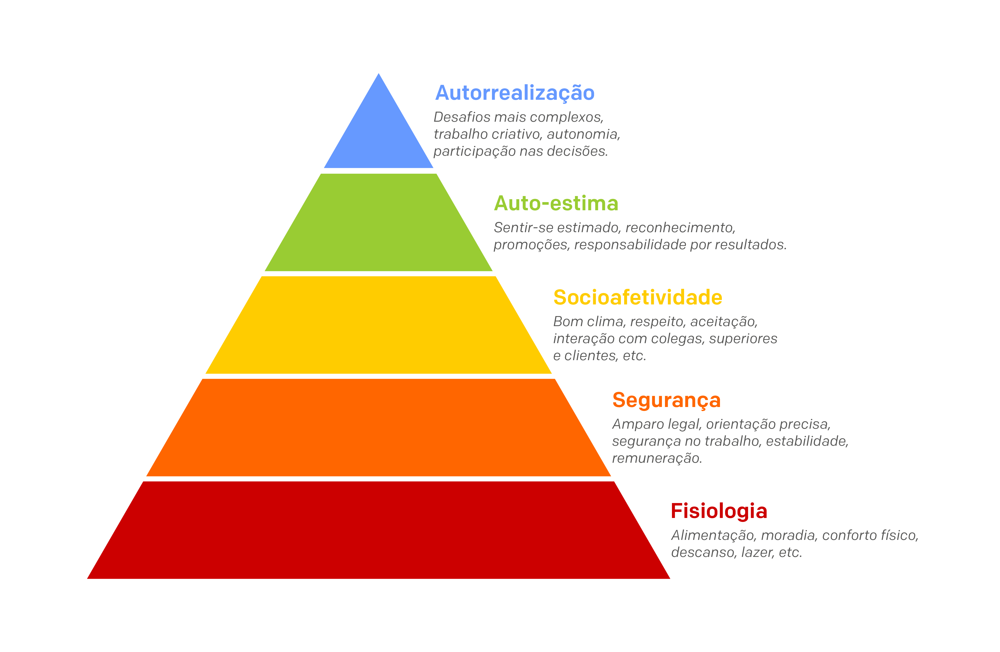 Autorrealização
Desafios mais complexos,
trabalho criativo, autonomia,
participação nas decisões.
Auto-estima
Sentir-se estimado, reconhecimento,
promoções, responsabilidade por resultados.
Socioafetividade
Bom clima, respeito, aceitação,
interação com colegas, superiores
e clientes, etc.
Segurança
Amparo legal, orientação precisa,
segurança no trabalho, estabilidade,
remuneração.
Fisiologia
Alimentação, moradia, conforto físico,
descanso, lazer, etc.